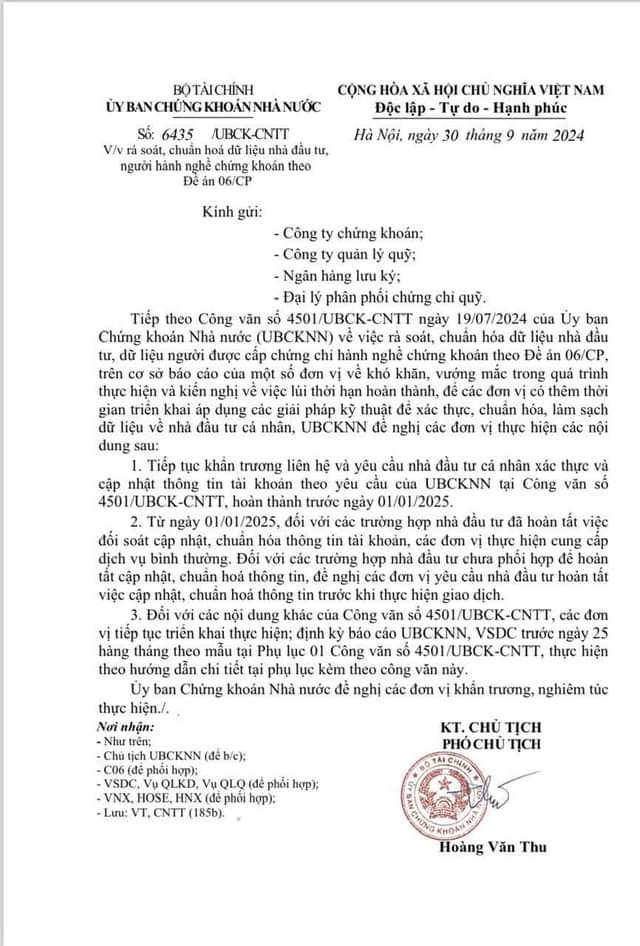 BỘ TÀI CHÍNH
ỦY BAN CHỨNG KHOÁN NHÀ NƯỚC
CỘNG HÒA XÃ HỘI CHỦ NGHĨA VIỆT NAM
Độc lập - Tự do - Hạnh phúc
Số: 6435 /UBCK-CNTT
V/v rà soát, chuẩn hoá dữ liệu nhà đầu tư,
người hành nghề chứng khoán theo
Đề án 06/CP
Hà Nội, ngày 30 tháng 9 năm 2024
Kính gửi:
- Công ty chứng khoán;
- Công ty quản lý quỹ;
- Ngân hàng lưu ký;
- Đại lý phân phối chứng chỉ quỹ.
Tiếp theo Công văn số 4501/UBCK-CNTT ngày 19/07/2024 của Ủy ban
Chứng khoán Nhà nước (UBCKNN) về việc rà soát, chuẩn hóa dữ liệu nhà đầu
tư, dữ liệu người được cấp chứng chỉ hành nghề chứng khoán theo Đề án 06/CP,
trên cơ sở báo cáo của một số đơn vị về khó khăn, vướng mắc trong quá trình
thực hiện và kiến nghị về việc lùi thời hạn hoàn thành, để các đơn vị có thêm thời
gian triển khai áp dụng các giải pháp kỹ thuật để xác thực, chuẩn hóa, làm sạch
dữ liệu về nhà đầu tư cá nhân, UBCKNN đề nghị các đơn vị thực hiện các nội
dung sau:
1. Tiếp tục khẩn trương liên hệ và yêu cầu nhà đầu tư cá nhân xác thực và
cập nhật thông tin tài khoản theo yêu cầu của UBCKNN tại Công văn số
4501/UBCK-CNTT, hoàn thành trước ngày 01/01/2025.
2. Từ ngày 01/01/2025, đối với các trường hợp nhà đầu tư đã hoàn tất việc
đối soát cập nhật, chuẩn hóa thông tin tài khoản, các đơn vị thực hiện cung cấp
dịch vụ bình thường. Đối với các trường hợp nhà đầu tư chưa phối hợp để hoàn
tất cập nhật, chuẩn hoá thông tin, đề nghị các đơn vị yêu cầu nhà đầu tư hoàn tất
việc cập nhật, chuẩn hoá thông tin trước khi thực hiện giao dịch.
3. Đối với các nội dung khác của Công văn số 4501/UBCK-CNTT, các đơn
vị tiếp tục triển khai thực hiện; định kỳ báo cáo UBCKNN, VSDC trước ngày 25
hàng tháng theo mẫu tại Phụ lục 01 Công văn số 4501/UBCK-CNTT, thực hiện
theo hướng dẫn chi tiết tại phụ lục kèm theo công văn này.
Ủy ban Chứng khoán Nhà nước đề nghị các đơn vị khẩn trương, nghiêm túc
thực hiện./.
Nơi nhận:
- Như trên;
- Chủ tịch UBCKNN (để b/c);
- C06 (để phối hợp);
- VSDC, Vụ QLKD, Vụ QLQ (để phối hợp);
- VNX, HOSE, HNX (để phối hợp);
- Lưu: VT, CNTT (185b).
KT. CHỦ TỊCH
PHÓ CHỦ TỊCH
BỘ TÀI CHÍNH
ỦY BAN CHỨNG KHOÁN NHÀ
Hoàng Văn Thu